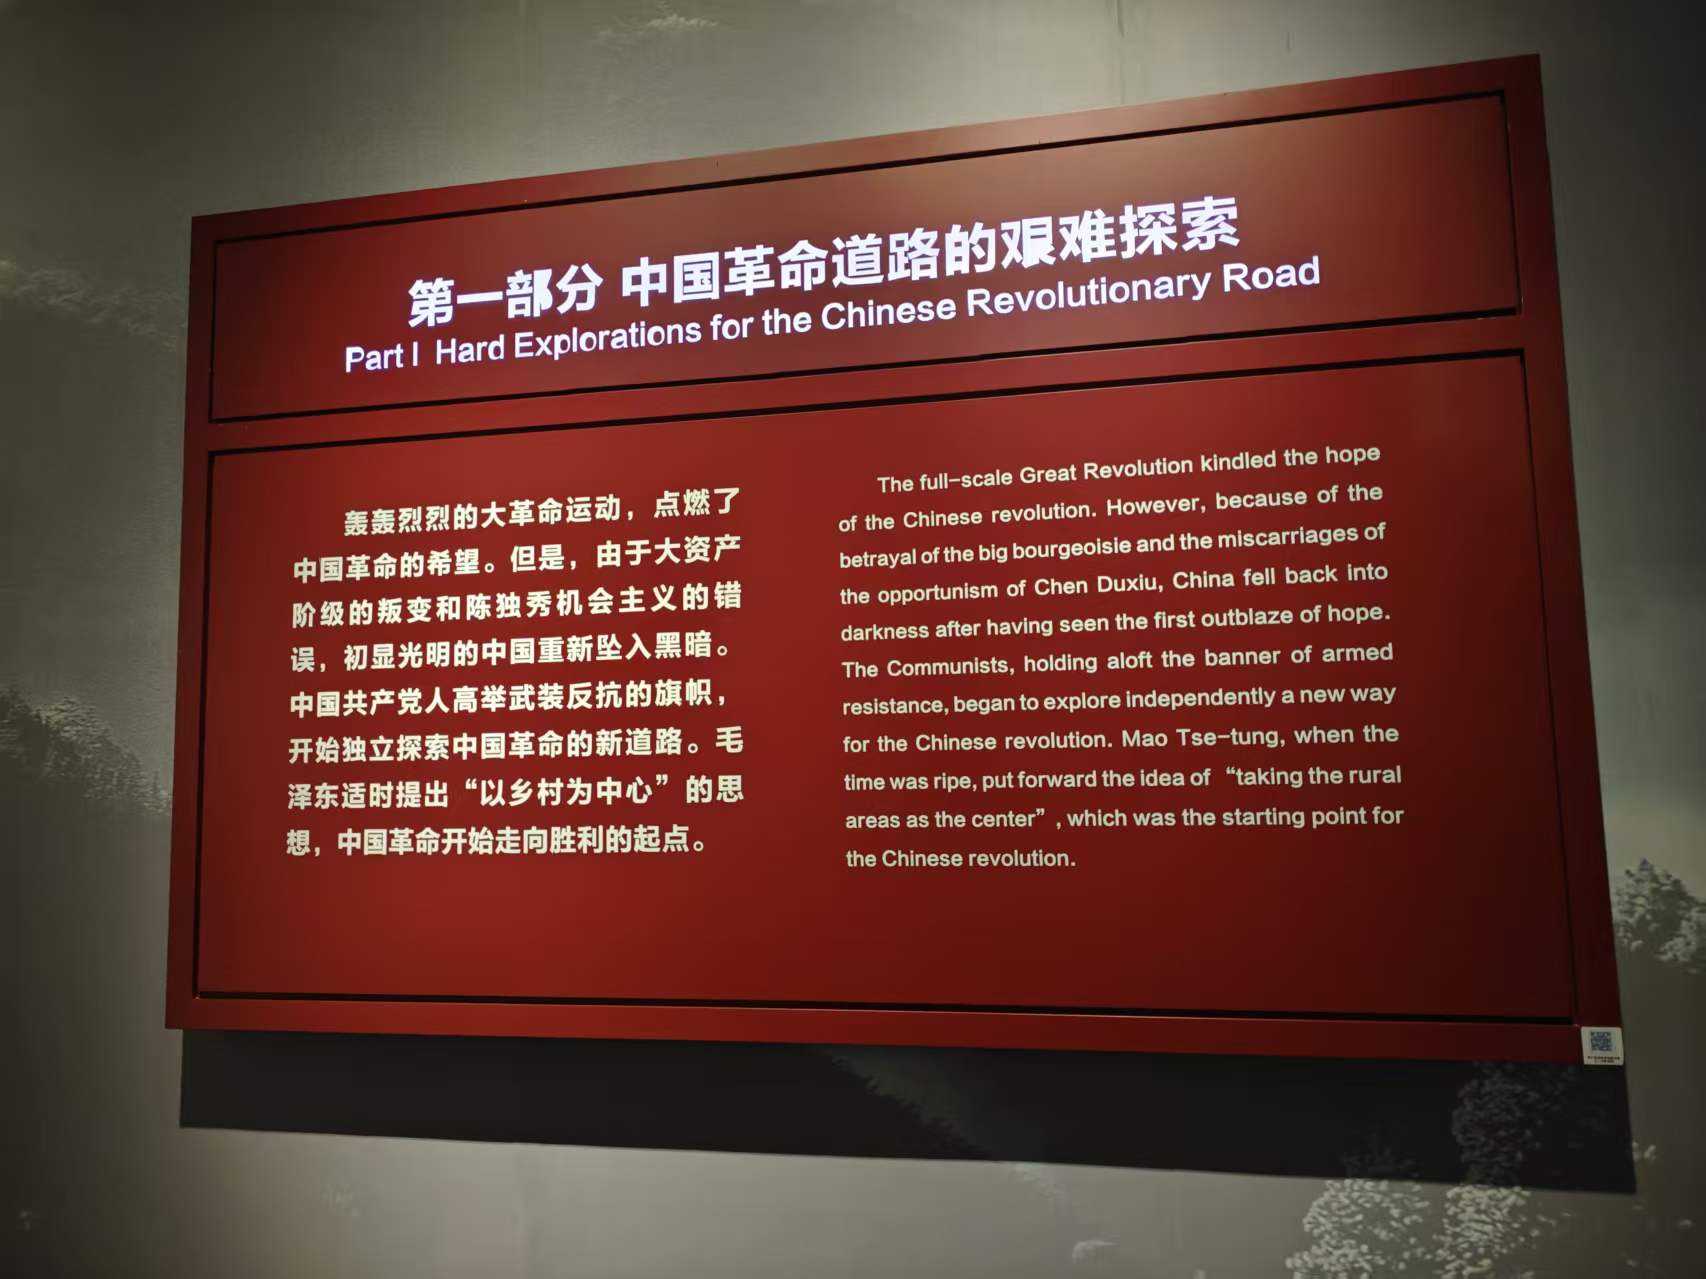 第一部分 中国革命道路的艰难探索
Part I Hard Explorations for the Chinese Revolutionary Road
轰轰烈烈的大革命运动，点燃了
中国革命的希望。但是，由于大资产
阶级的叛变和陈独秀机会主义的错
误，初显光明的中国重新坠入黑暗。
中国共产党人高举武装反抗的旗帜，
开始独立探索中国革命的新道路。毛
泽东适时提出“以乡村为中心”的思
想，中国革命开始走向胜利的起点。
The full-scale Great Revolution kindled the hope
of the Chinese revolution. However, because of the
betrayal of the big bourgeoisie and the miscarriages of
the opportunism of Chen Duxiu, China fell back into
darkness after having seen the first outblaze of hope.
The Communists, holding aloft the banner of armed
resistance, began to explore independently a new way
for the Chinese revolution. Mao Tse-tung, when the
time was ripe, put forward the idea of “taking the rural
areas as the center”, which was the starting point for
the Chinese revolution.